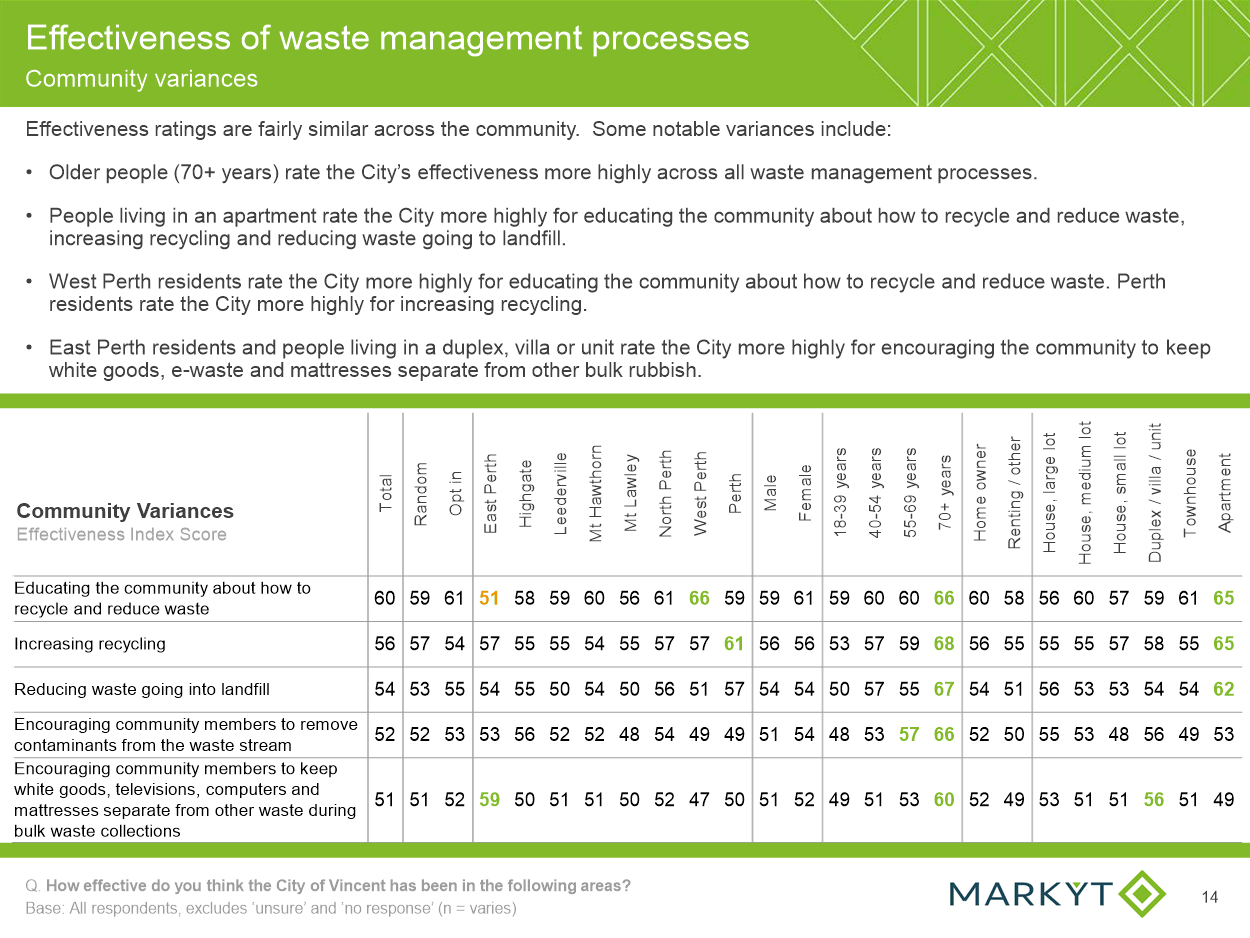 Effectiveness of waste management processes
Community variances
Effectiveness ratings are fairly similar across the community.  Some notable variances include:
• Older people (70+ years) rate the City’s effectiveness more highly across all waste management processes.
• People living in an apartment rate the City more highly for educating the community about how to recycle and reduce waste,
increasing recycling and reducing waste going to landfill.
• West Perth residents rate the City more highly for educating the community about how to recycle and reduce waste. Perth
residents rate the City more highly for increasing recycling.
• East Perth residents and people living in a duplex, villa or unit rate the City more highly for encouraging the community to keep
white goods, e-waste and mattresses separate from other bulk rubbish.
Community Variances
Effectiveness Index Score
Total
Random
Opt in
East Perth
Highgate
Leederville
Mt Hawthorn
Mt Lawley
North Perth
West Perth
Perth
Male
Female
18-39 years
40-54 years
55-69 years
70+ years
Home owner
Renting / other
House, large lot
House, medium lot
House, small lot
Duplex / villa / unit
Townhouse
Apartment
Educating the community about how to
recycle and reduce waste
60 59 61 51 58 59 60 56 61 66 59 59 61 59 60 60 66 60 58 56 60 57 59 61 65
Increasing recycling 56 57 54 57 55 55 54 55 57 57 61 56 56 53 57 59 68 56 55 55 55 57 58 55 65
Reducing waste going into landfill 54 53 55 54 55 50 54 50 56 51 57 54 54 50 57 55 67 54 51 56 53 53 54 54 62
Encouraging community members to remove
contaminants from the waste stream
52 52 53 53 56 52 52 48 54 49 49 51 54 48 53 57 66 52 50 55 53 48 56 49 53
Encouraging community members to keep
white goods, televisions, computers and
mattresses separate from other waste during
bulk waste collections
51 51 52 59 50 51 51 50 52 47 50 51 52 49 51 53 60 52 49 53 51 51 56 51 49
Q. How effective do you think the City of Vincent has been in the following areas?
Base: All respondents, excludes ‘unsure’ and ‘no response’ (n = varies)
MARKYT
14